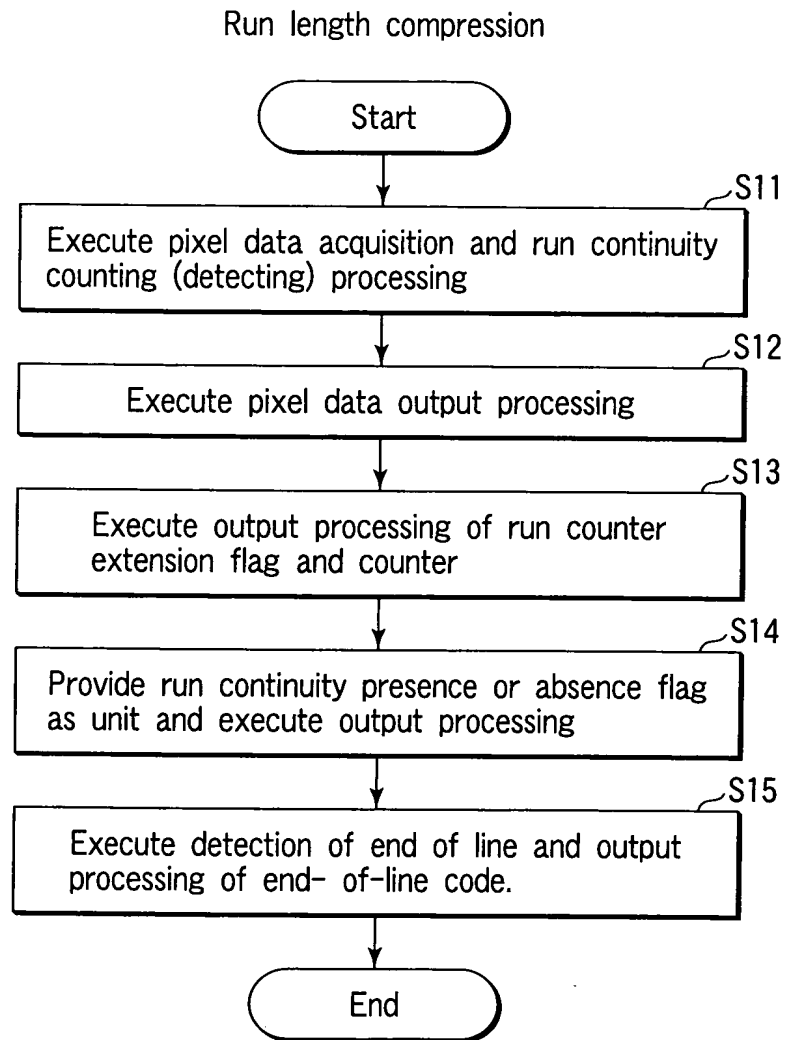 Run length compression
Start
S11
Execute pixel data acquisition and run continuity
counting (detecting) processing
S12
Execute pixel data output processing
S13
Execute output processing of run counter
extension flag and counter
S14
Provide run continuity presence or absence flag
as unit and execute output processing
S15
Execute detection of end of line and output
processing of end- of-line code.
End